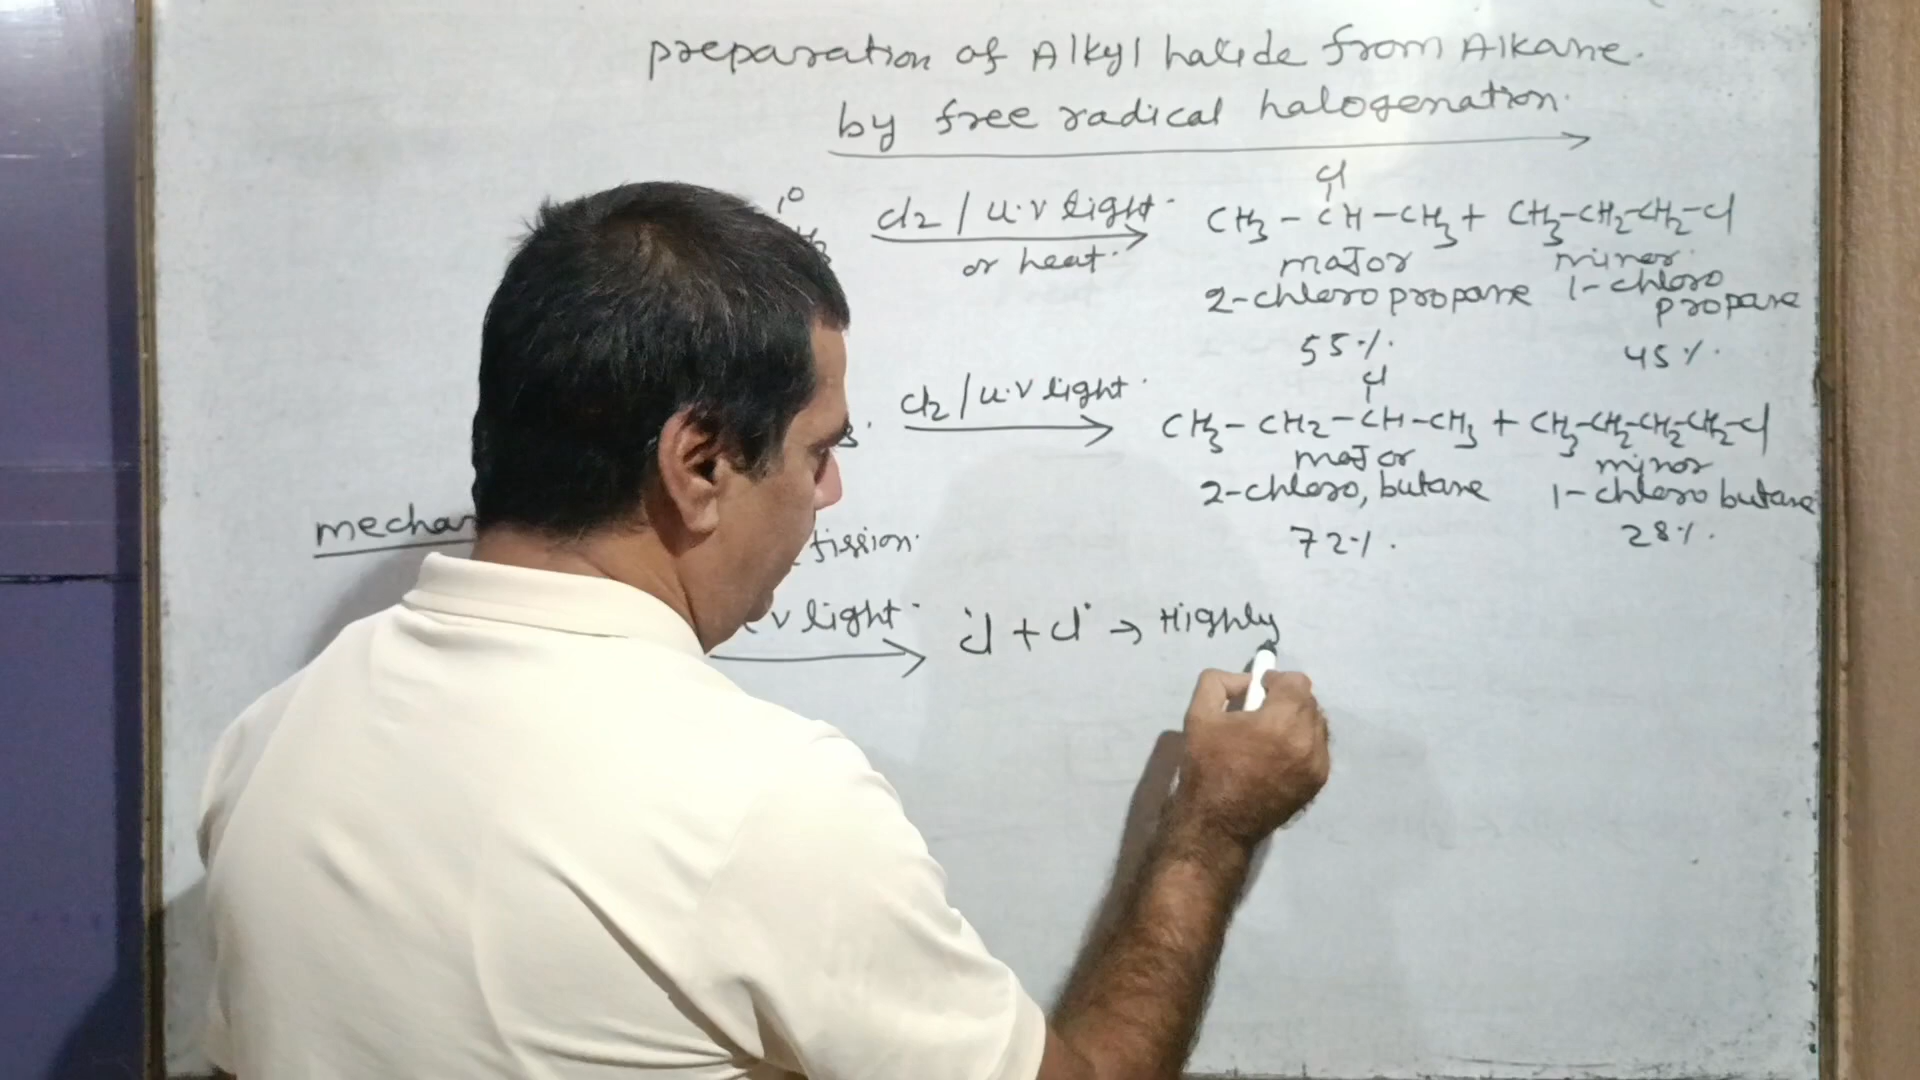 preparation of Alkyl halide from Alkane.
by free radical halogenation.
1°
Cl2 / u.v light.
or heat.
Cl
CH3 - CH - CH3 + CH3-CH2-CH2-Cl
major minor.
2-chloro propane 1-chloro propane
55%. 45%.
Cl2 / u.v light.
Cl
CH3 - CH2 - CH - CH3 + CH3-CH2-CH2-CH2-Cl
major minor
2-chloro, butane 1-chloro butane
72%. 28%.
fission.
v light.
Cl + Cl → Highly